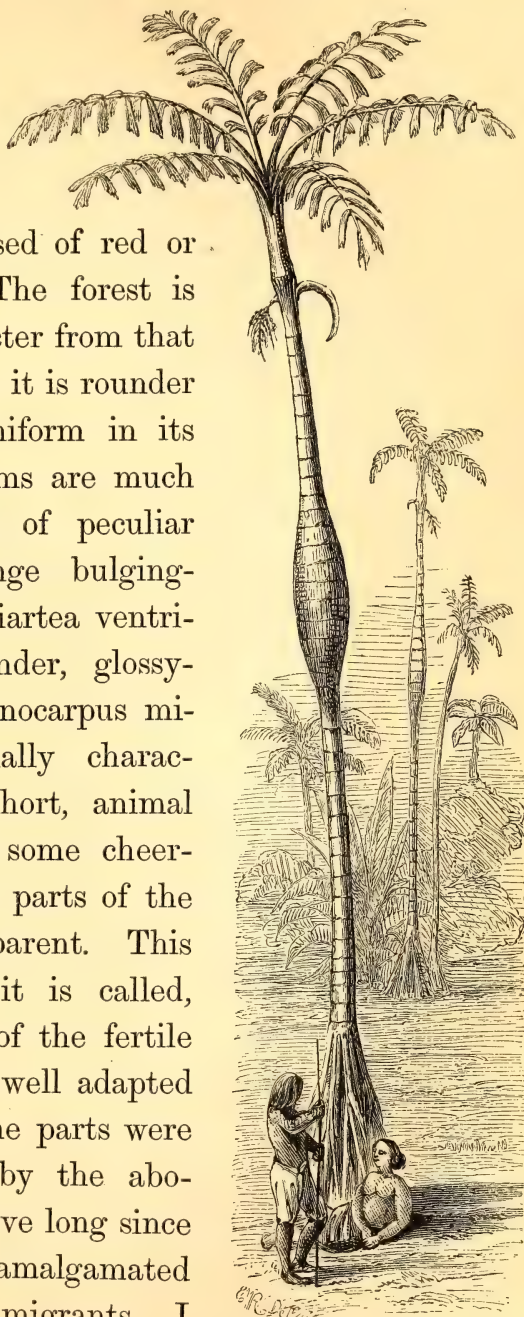 sed of red or
The forest is
cter from that
it is rounder
niform in its
ms are much
of peculiar
nge bulging-
iartea ventri-
nder, glossy-
nocarpus mi-
ally charac-
hort, animal
some cheer-
parts of the
parent. This
it is called,
of the fertile
well adapted
ne parts were
by the abo-
ve long since
amalgamated
migrants. I